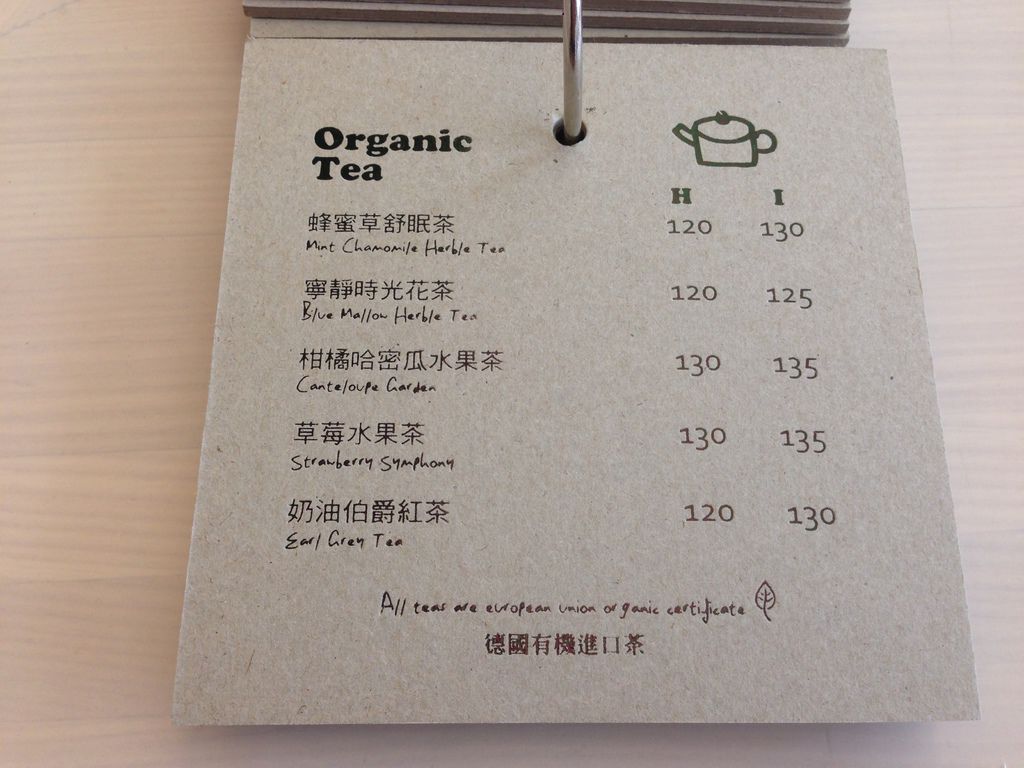 Organic
Tea
H I
蜂蜜草舒眠茶 120 130
Mint Chamomile Herble Tea
寧靜時光花茶 120 125
Blue Mallow Herble Tea
柑橘哈密瓜水果茶 130 135
Canteloupe Garden
草莓水果茶 130 135
Strawberry Symphony
奶油伯爵紅茶 120 130
Earl Grey Tea
All teas are european union organic certificate
德國有機進口茶